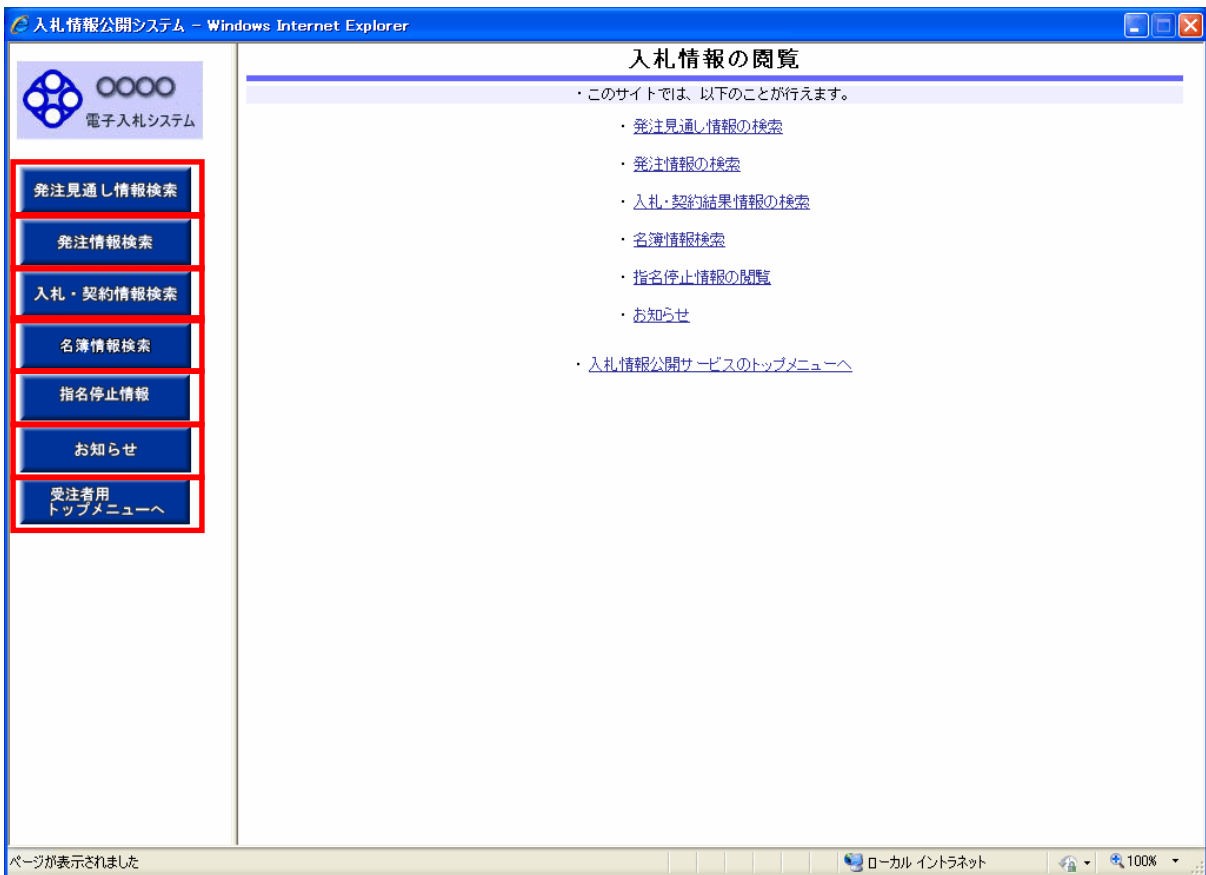 入札情報公開システム - Windows Internet Explorer
○○○○
電子入札システム
発注見通し情報検索
発注情報検索
入札・契約情報検索
名簿情報検索
指名停止情報
お知らせ
受注者用
トップメニューへ
入札情報の閲覧
・このサイトでは、以下のことが行えます。
・発注見通し情報の検索
・発注情報の検索
・入札・契約結果情報の検索
・名簿情報検索
・指名停止情報の閲覧
・お知らせ
・入札情報公開サービスのトップメニューへ
ページが表示されました
ローカル イントラネット
100%